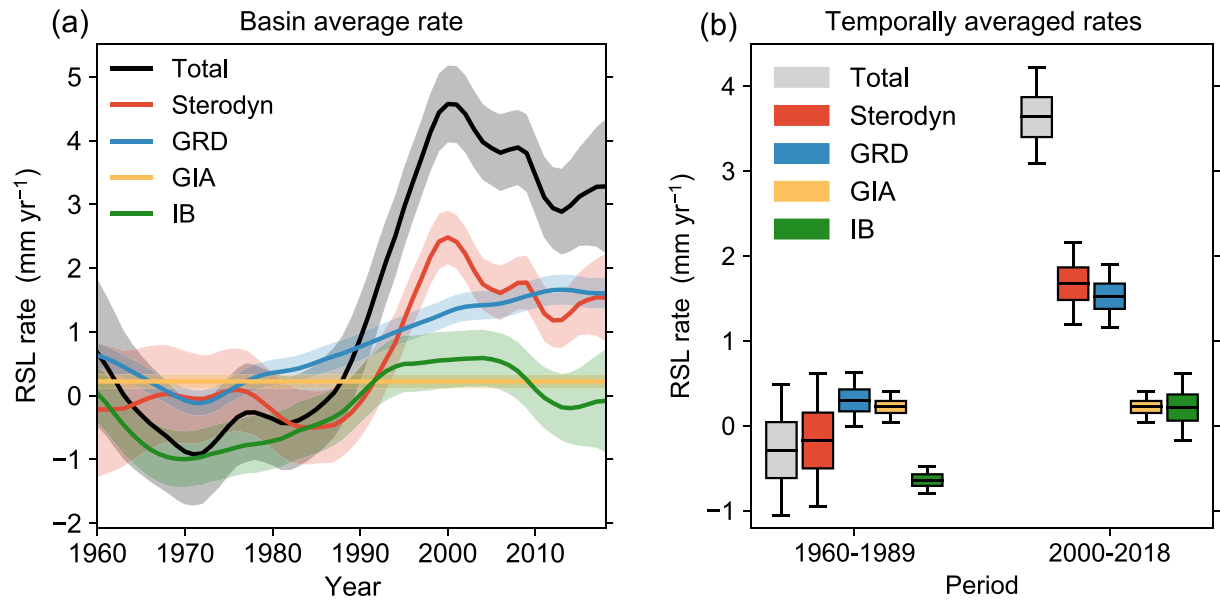 (a)
Basin average rate
RSL rate (mm yr⁻¹)
5
4
3
2
1
0
−1
−2
Total
Sterodyn
GRD
GIA
IB
1960
1970
1980
1990
2000
2010
Year
(b)
Temporally averaged rates
RSL rate (mm yr⁻¹)
4
3
2
1
0
−1
Total
Sterodyn
GRD
GIA
IB
1960-1989
2000-2018
Period